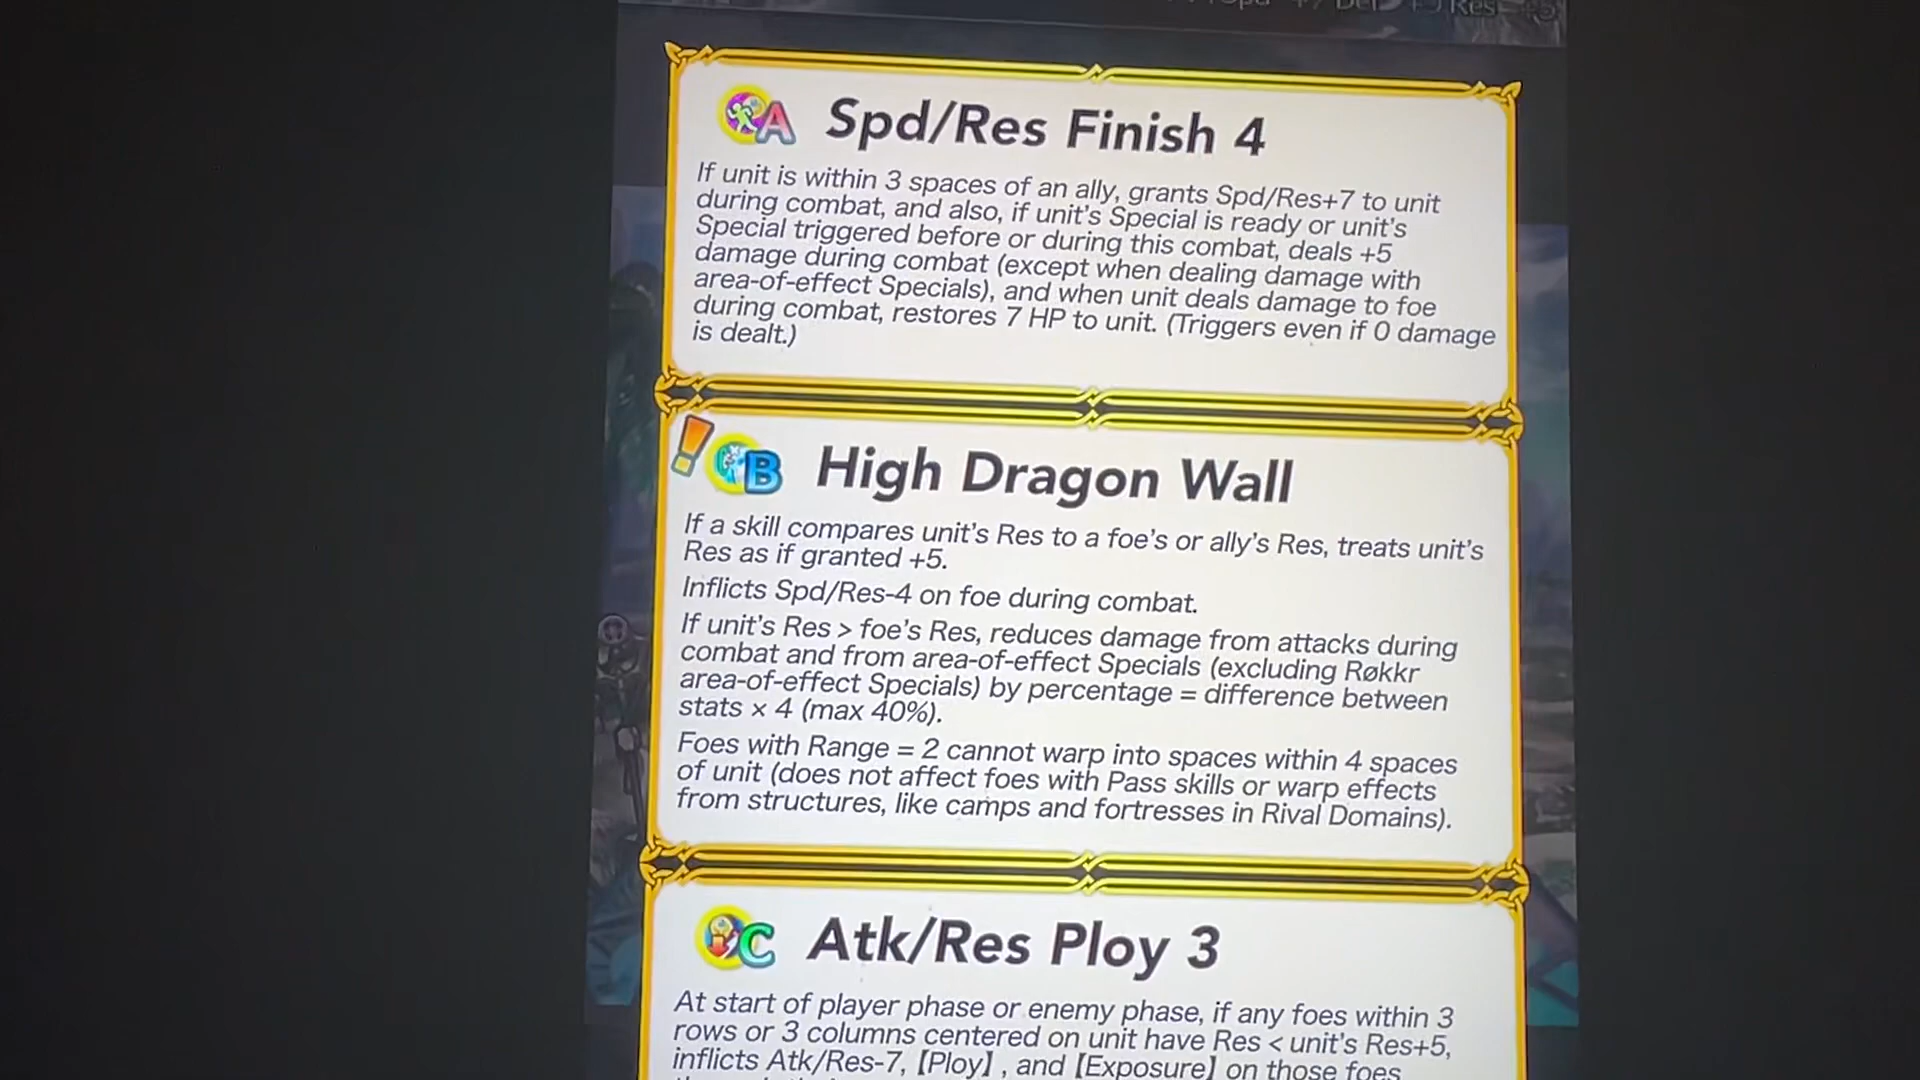 A Spd/Res Finish 4
If unit is within 3 spaces of an ally, grants Spd/Res+7 to unit
during combat, and also, if unit's Special is ready or unit's
Special triggered before or during this combat, deals +5
damage during combat (except when dealing damage with
area-of-effect Specials), and when unit deals damage to foe
during combat, restores 7 HP to unit. (Triggers even if 0 damage
is dealt.)
B High Dragon Wall
If a skill compares unit's Res to a foe's or ally's Res, treats unit's
Res as if granted +5.
Inflicts Spd/Res-4 on foe during combat.
If unit's Res > foe's Res, reduces damage from attacks during
combat and from area-of-effect Specials (excluding Røkkr
area-of-effect Specials) by percentage = difference between
stats × 4 (max 40%).
Foes with Range = 2 cannot warp into spaces within 4 spaces
of unit (does not affect foes with Pass skills or warp effects
from structures, like camps and fortresses in Rival Domains).
C Atk/Res Ploy 3
At start of player phase or enemy phase, if any foes within 3
rows or 3 columns centered on unit have Res < unit's Res+5,
inflicts Atk/Res-7,【Ploy】, and【Exposure】on those foes